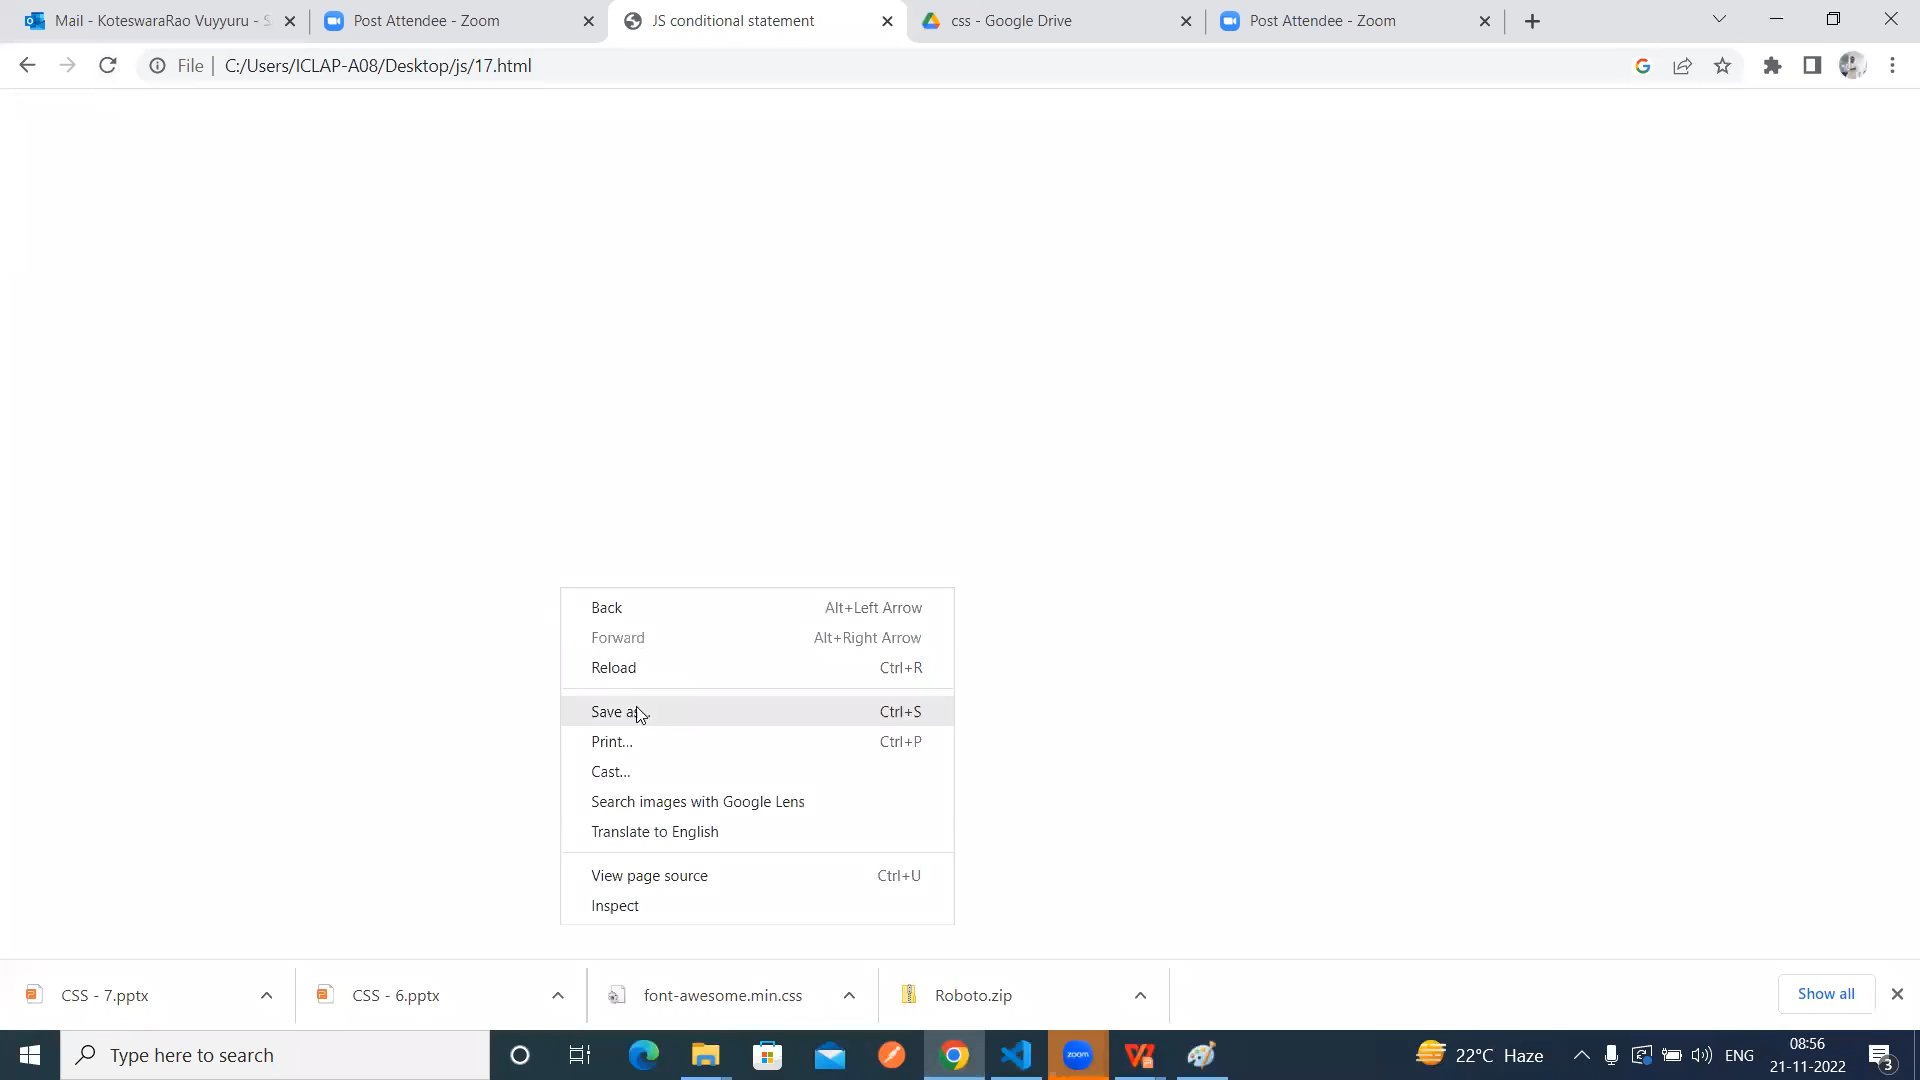 Mail - KoteswaraRao Vuyyuru - S
Post Attendee - Zoom
JS conditional statement
css - Google Drive
Post Attendee - Zoom
File
C:/Users/ICLAP-A08/Desktop/js/17.html
Back Alt+Left Arrow
Forward Alt+Right Arrow
Reload Ctrl+R
Save as... Ctrl+S
Print... Ctrl+P
Cast...
Search images with Google Lens
Translate to English
View page source Ctrl+U
Inspect
CSS - 7.pptx
CSS - 6.pptx
font-awesome.min.css
Roboto.zip
Show all
Type here to search
zoom
22°C Haze
ENG
08:56
21-11-2022
3